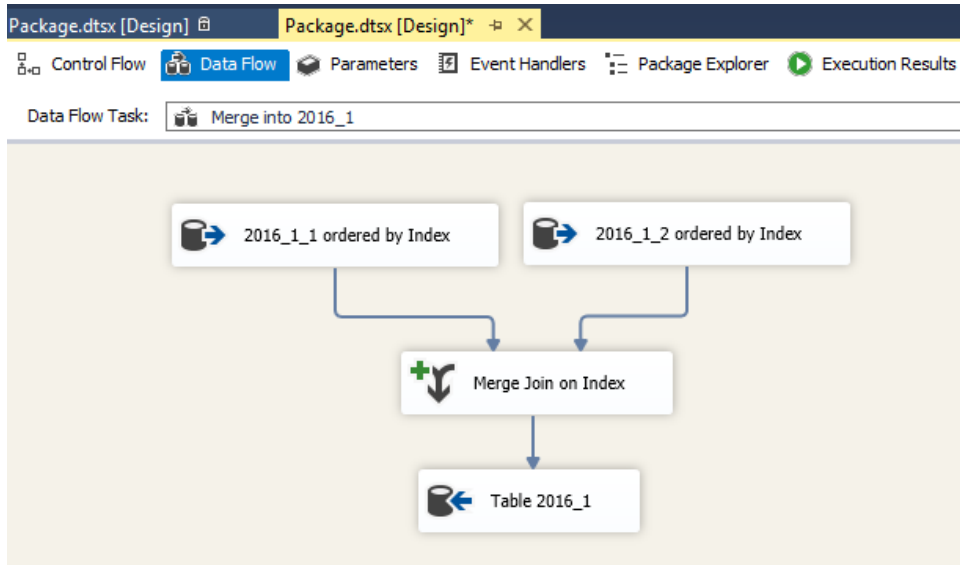 Package.dtsx [Design] Package.dtsx [Design]*
Control Flow Data Flow Parameters Event Handlers Package Explorer Execution Results
Data Flow Task: Merge into 2016_1
2016_1_1 ordered by Index 2016_1_2 ordered by Index
Merge Join on Index
Table 2016_1